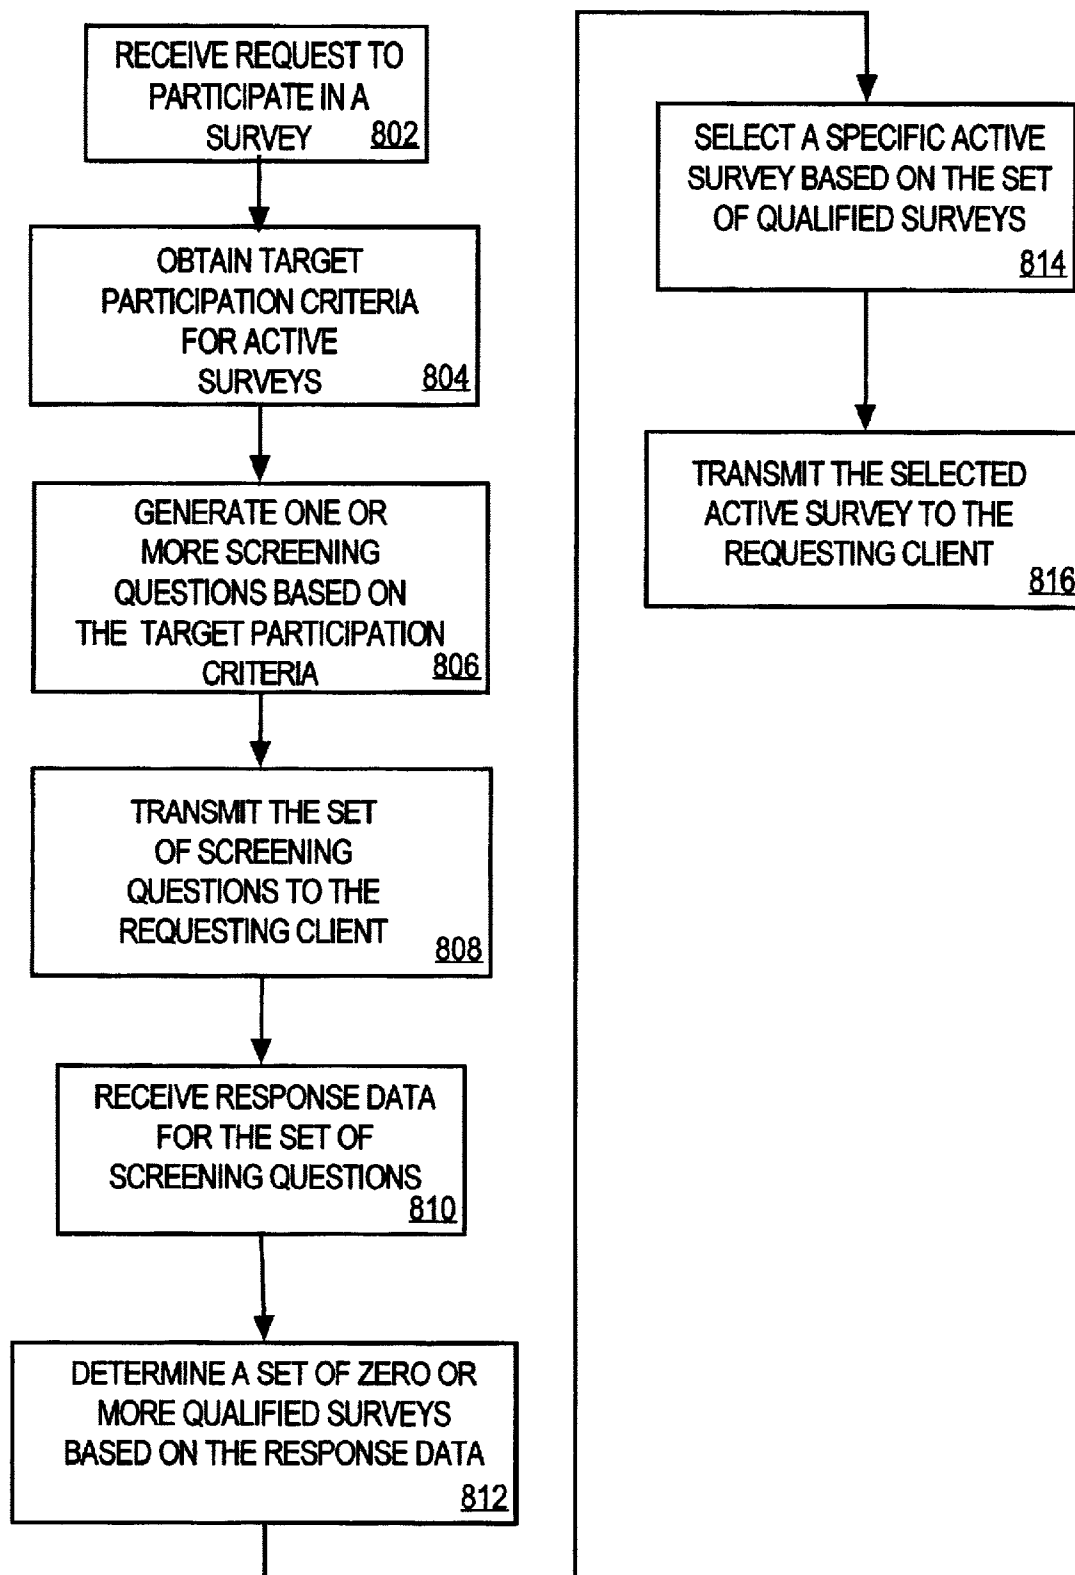 RECEIVE REQUEST TO
PARTICIPATE IN A
SURVEY 802
OBTAIN TARGET
PARTICIPATION CRITERIA
FOR ACTIVE
SURVEYS 804
GENERATE ONE OR
MORE SCREENING
QUESTIONS BASED ON
THE TARGET PARTICIPATION
CRITERIA 806
TRANSMIT THE SET
OF SCREENING
QUESTIONS TO THE
REQUESTING CLIENT
808
RECEIVE RESPONSE DATA
FOR THE SET OF
SCREENING QUESTIONS
810
DETERMINE A SET OF ZERO OR
MORE QUALIFIED SURVEYS
BASED ON THE RESPONSE DATA
812
SELECT A SPECIFIC ACTIVE
SURVEY BASED ON THE SET
OF QUALIFIED SURVEYS
814
TRANSMIT THE SELECTED
ACTIVE SURVEY TO THE
REQUESTING CLIENT
816